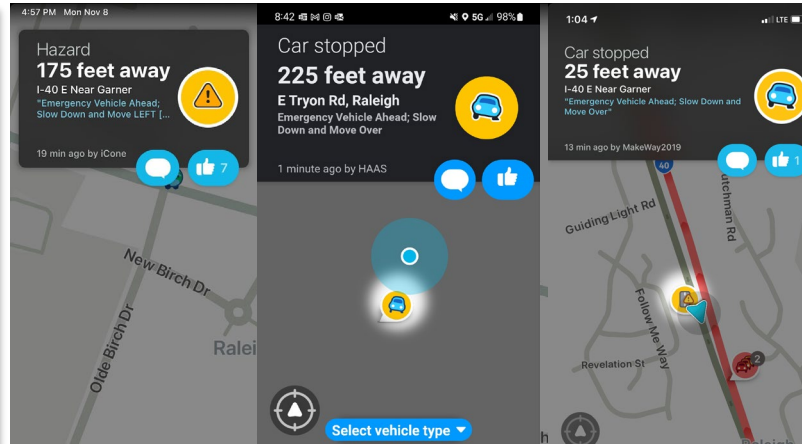 4:57 PM Mon Nov 8
Hazard
175 feet away
I-40 E Near Garner
"Emergency Vehicle Ahead;
Slow Down and Move LEFT [...
19 min ago by iCone
7
New Birch Dr
Olde Birch Dr
Ralei
8:42
5G 98%
Car stopped
225 feet away
E Tryon Rd, Raleigh
Emergency Vehicle Ahead; Slow
Down and Move Over
1 minute ago by HAAS
Select vehicle type
1:04
LTE
Car stopped
25 feet away
I-40 E Near Garner
"Emergency Vehicle Ahead; Slow Down and
Move Over"
13 min ago by MakeWay2019
1
40
Guiding Light Rd
utchman Rd
Follow Me Way
Revelation St
2
h
Raleigh